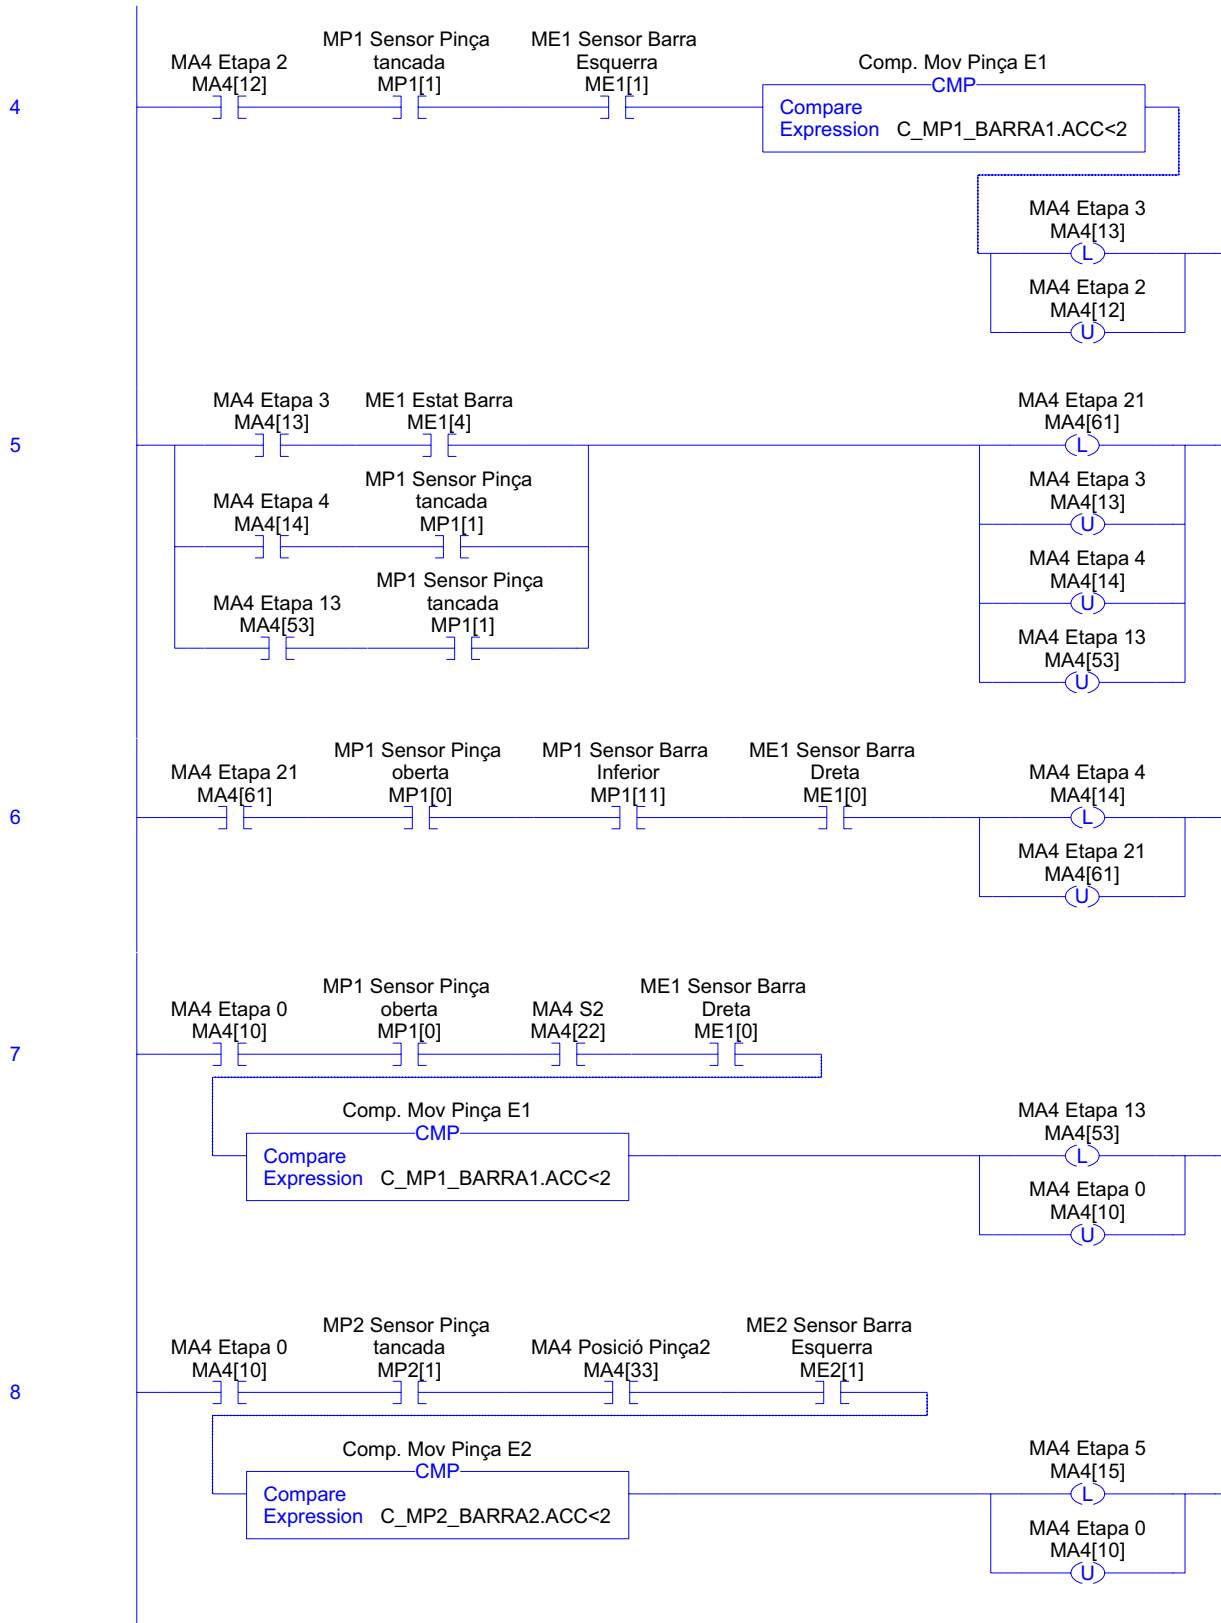 MA4 Etapa 2
MA4[12]
MP1 Sensor Pinça
tancada
MP1[1]
ME1 Sensor Barra
Esquerra
ME1[1]
Comp. Mov Pinça E1
CMP
Compare
Expression C_MP1_BARRA1.ACC<2
4
MA4 Etapa 3
MA4[13]
L
MA4 Etapa 2
MA4[12]
U
5
MA4 Etapa 3
MA4[13]
ME1 Estat Barra
ME1[4]
MA4 Etapa 4
MA4[14]
MP1 Sensor Pinça
tancada
MP1[1]
MA4 Etapa 13
MA4[53]
MP1 Sensor Pinça
tancada
MP1[1]
MA4 Etapa 21
MA4[61]
L
MA4 Etapa 3
MA4[13]
U
MA4 Etapa 4
MA4[14]
U
MA4 Etapa 13
MA4[53]
U
6
MA4 Etapa 21
MA4[61]
MP1 Sensor Pinça
oberta
MP1[0]
MP1 Sensor Barra
Inferior
MP1[11]
ME1 Sensor Barra
Dreta
ME1[0]
MA4 Etapa 4
MA4[14]
L
MA4 Etapa 21
MA4[61]
U
7
MA4 Etapa 0
MA4[10]
MP1 Sensor Pinça
oberta
MP1[0]
MA4 S2
MA4[22]
ME1 Sensor Barra
Dreta
ME1[0]
Comp. Mov Pinça E1
CMP
Compare
Expression C_MP1_BARRA1.ACC<2
MA4 Etapa 13
MA4[53]
L
MA4 Etapa 0
MA4[10]
U
8
MA4 Etapa 0
MA4[10]
MP2 Sensor Pinça
tancada
MP2[1]
MA4 Posició Pinça2
MA4[33]
ME2 Sensor Barra
Esquerra
ME2[1]
Comp. Mov Pinça E2
CMP
Compare
Expression C_MP2_BARRA2.ACC<2
MA4 Etapa 5
MA4[15]
L
MA4 Etapa 0
MA4[10]
U